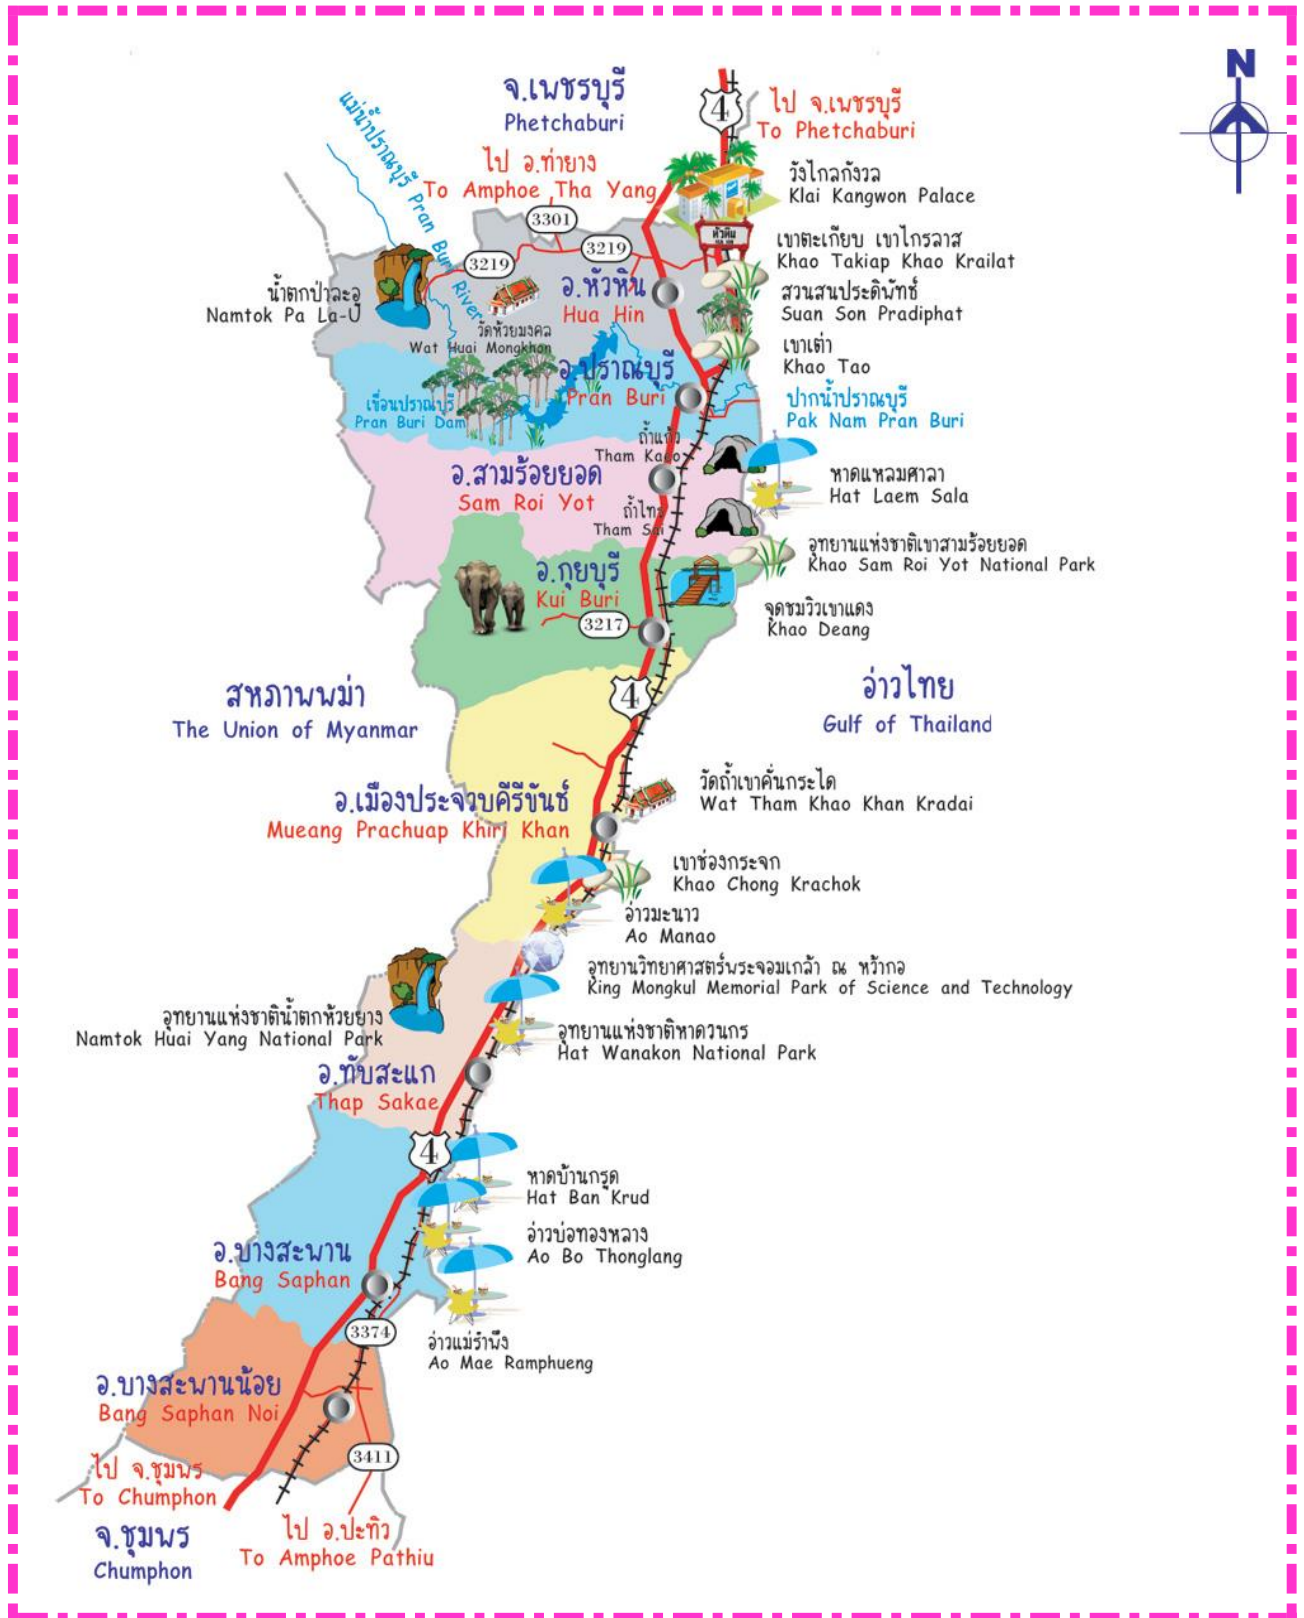 N
จ.เพชรบุรี
Phetchaburi
4
ไป จ.เพชรบุรี
To Phetchaburi
แม่น้ำปราณบุรี Pran Buri River
ไป อ.ท่ายาง
To Amphoe Tha Yang
วังไกลกังวล
Klai Kangwon Palace
3301
3219
3219
หัวหิน
เขาตะเกียบ เขาไกรลาส
Khao Takiap Khao Krailat
น้ำตกป่าละอู
Namtok Pa La-U
อ.หัวหิน
Hua Hin
สวนสนประดิพัทธ์
Suan Son Pradiphat
วัดห้วยมงคล
Wat Huai Mongkhon
เขาเต่า
Khao Tao
อ.ปราณบุรี
Pran Buri
เขื่อนปราณบุรี
Pran Buri Dam
ปากน้ำปราณบุรี
Pak Nam Pran Buri
ถ้ำแก้ว
Tham Kaeo
อ.สามร้อยยอด
Sam Roi Yot
หาดแหลมศาลา
Hat Laem Sala
ถ้ำไทร
Tham Sai
อุทยานแห่งชาติเขาสามร้อยยอด
Khao Sam Roi Yot National Park
อ.กุยบุรี
Kui Buri
3217
จุดชมวิวเขาแดง
Khao Deang
สหภาพพม่า
The Union of Myanmar
4
อ่าวไทย
Gulf of Thailand
อ.เมืองประจวบคีรีขันธ์
Mueang Prachuap Khiri Khan
วัดถ้ำเขาคั่นกระได
Wat Tham Khao Khan Kradai
เขาช่องกระจก
Khao Chong Krachok
อ่าวมะนาว
Ao Manao
อุทยานวิทยาศาสตร์พระจอมเกล้า ณ หว้ากอ
King Mongkul Memorial Park of Science and Technology
อุทยานแห่งชาติน้ำตกห้วยยาง
Namtok Huai Yang National Park
อุทยานแห่งชาติหาดวนกร
Hat Wanakon National Park
อ.ทับสะแก
Thap Sakae
4
หาดบ้านกรูด
Hat Ban Krud
อ่าวบ่อทองหลาง
Ao Bo Thonglang
อ.บางสะพาน
Bang Saphan
3374
อ่าวแม่รำพึง
Ao Mae Ramphueng
อ.บางสะพานน้อย
Bang Saphan Noi
3411
ไป จ.ชุมพร
To Chumphon
ไป อ.ปะทิว
To Amphoe Pathiu
จ.ชุมพร
Chumphon